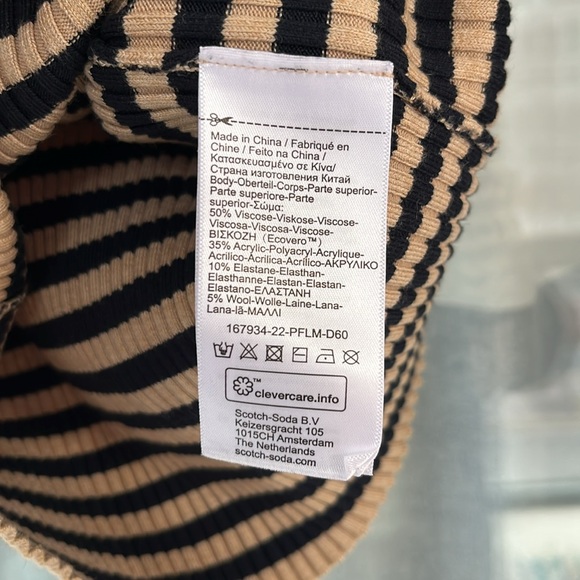 Made in China / Fabriqué en
Chine / Feito na China /
Κατασκευασμένο σε Κίνα/
Страна изготовления Китай
Body-Oberteil-Corps-Parte superior-
Parte superiore-Parte
superior-Σώμα:
50% Viscose-Viskose-Viscose-
Viscosa-Viscosa-Viscose-
ΒΙΣΚΟΖΗ (Ecovero™)
35% Acrylic-Polyacryl-Acrylique-
Acrílico-Acrilica-Acrílico-ΑΚΡΥΛΙΚΟ
10% Elastane-Elasthan-
Elasthanne-Elastan-Elastan-
Elastano-ΕΛΑΣΤΑΝΗ
5% Wool-Wolle-Laine-Lana-
Lana-lã-ΜΑΛΛΙ
167934-22-PFLM-D60
™
clevercare.info
Scotch-Soda B.V
Keizersgracht 105
1015CH Amsterdam
The Netherlands
scotch-soda.com